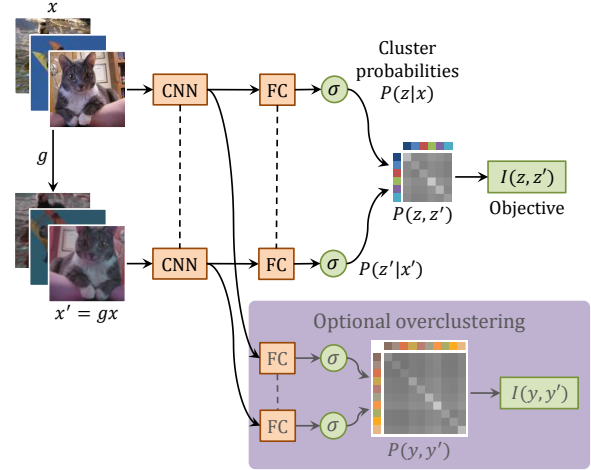 x
Cluster
probabilities
P(z|x)
CNN
FC
σ
g
I(z, z′)
P(z, z′)
Objective
CNN
FC
σ
P(z′|x′)
x′ = gx
Optional overclustering
FC
σ
I(y, y′)
FC
σ
P(y, y′)